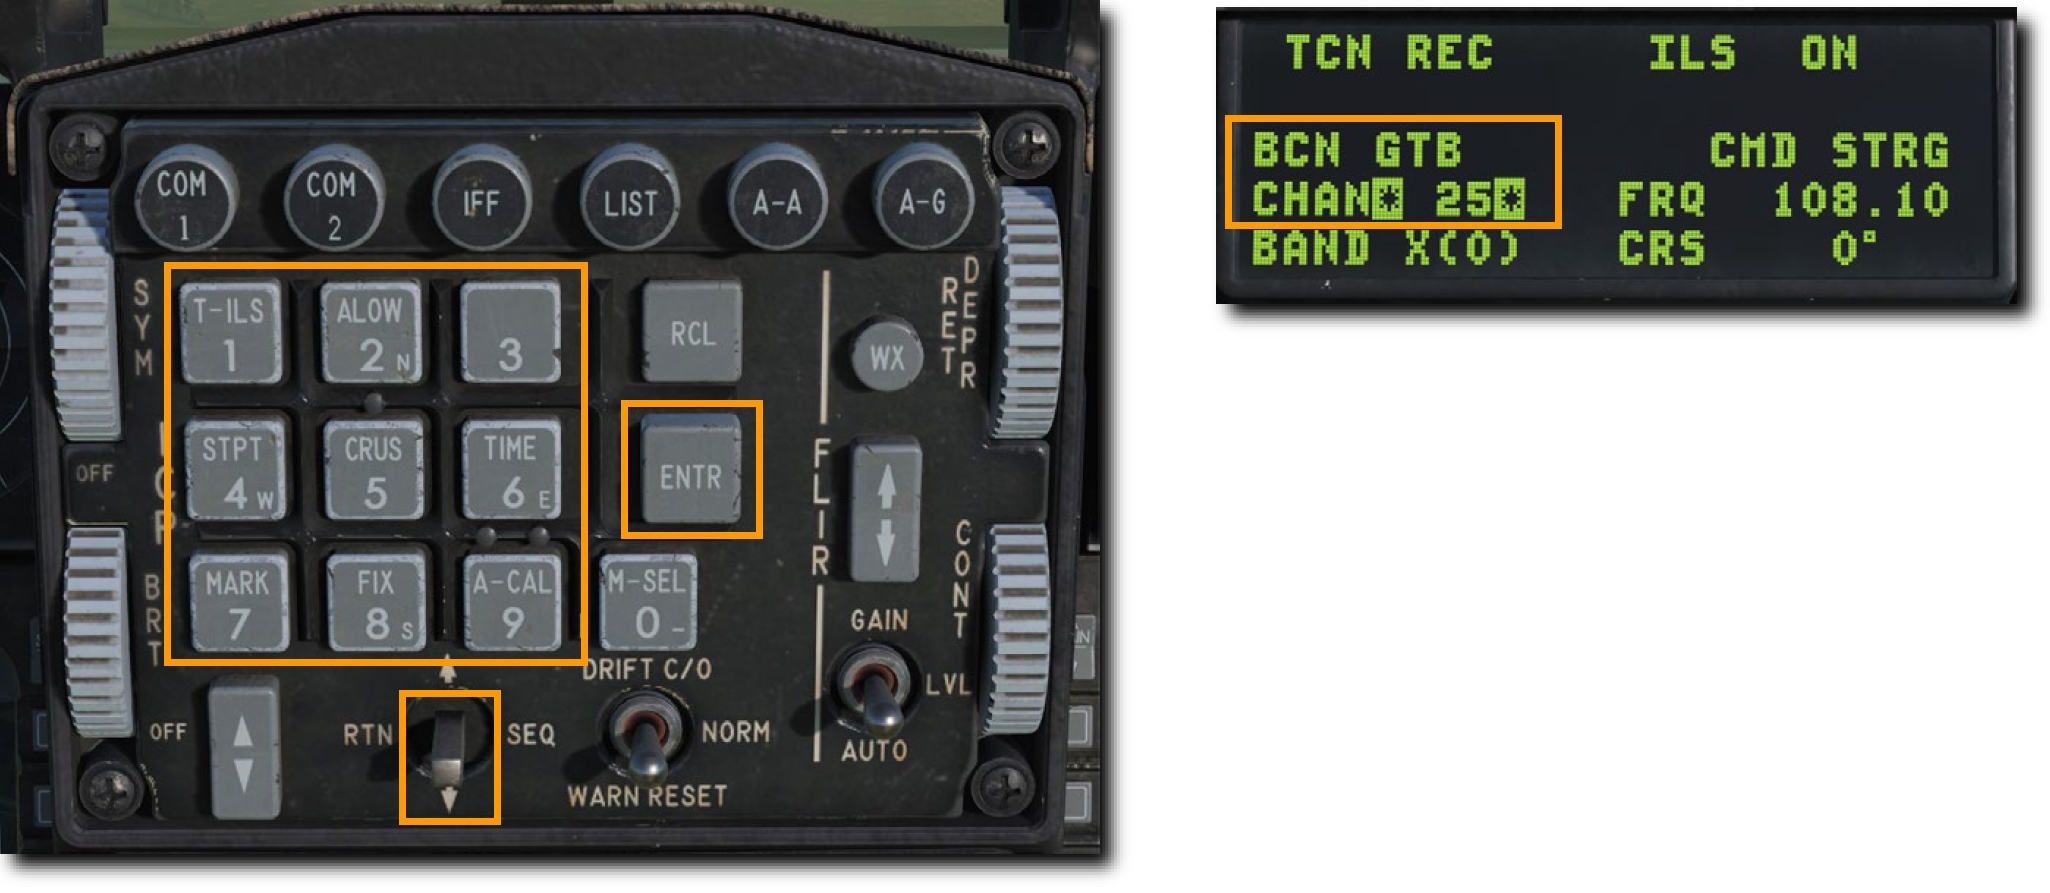 COM 1
COM 2
IFF
LIST
A-A
A-G
SYM
T-ILS 1
ALOW 2 N
3
RCL
WX
DEPR
RET
ICP
OFF
STPT 4 W
CRUS 5
TIME 6 E
ENTR
FLIR
CONT
BRT
MARK 7
FIX 8 S
A-CAL 9
M-SEL 0 -
GAIN
LVL
AUTO
OFF
RTN
SEQ
DRIFT C/O
NORM
WARN RESET
TCN REC ILS ON
BCN GTB CMD STRG
CHAN* 25* FRQ 108.10
BAND X(0) CRS 0°